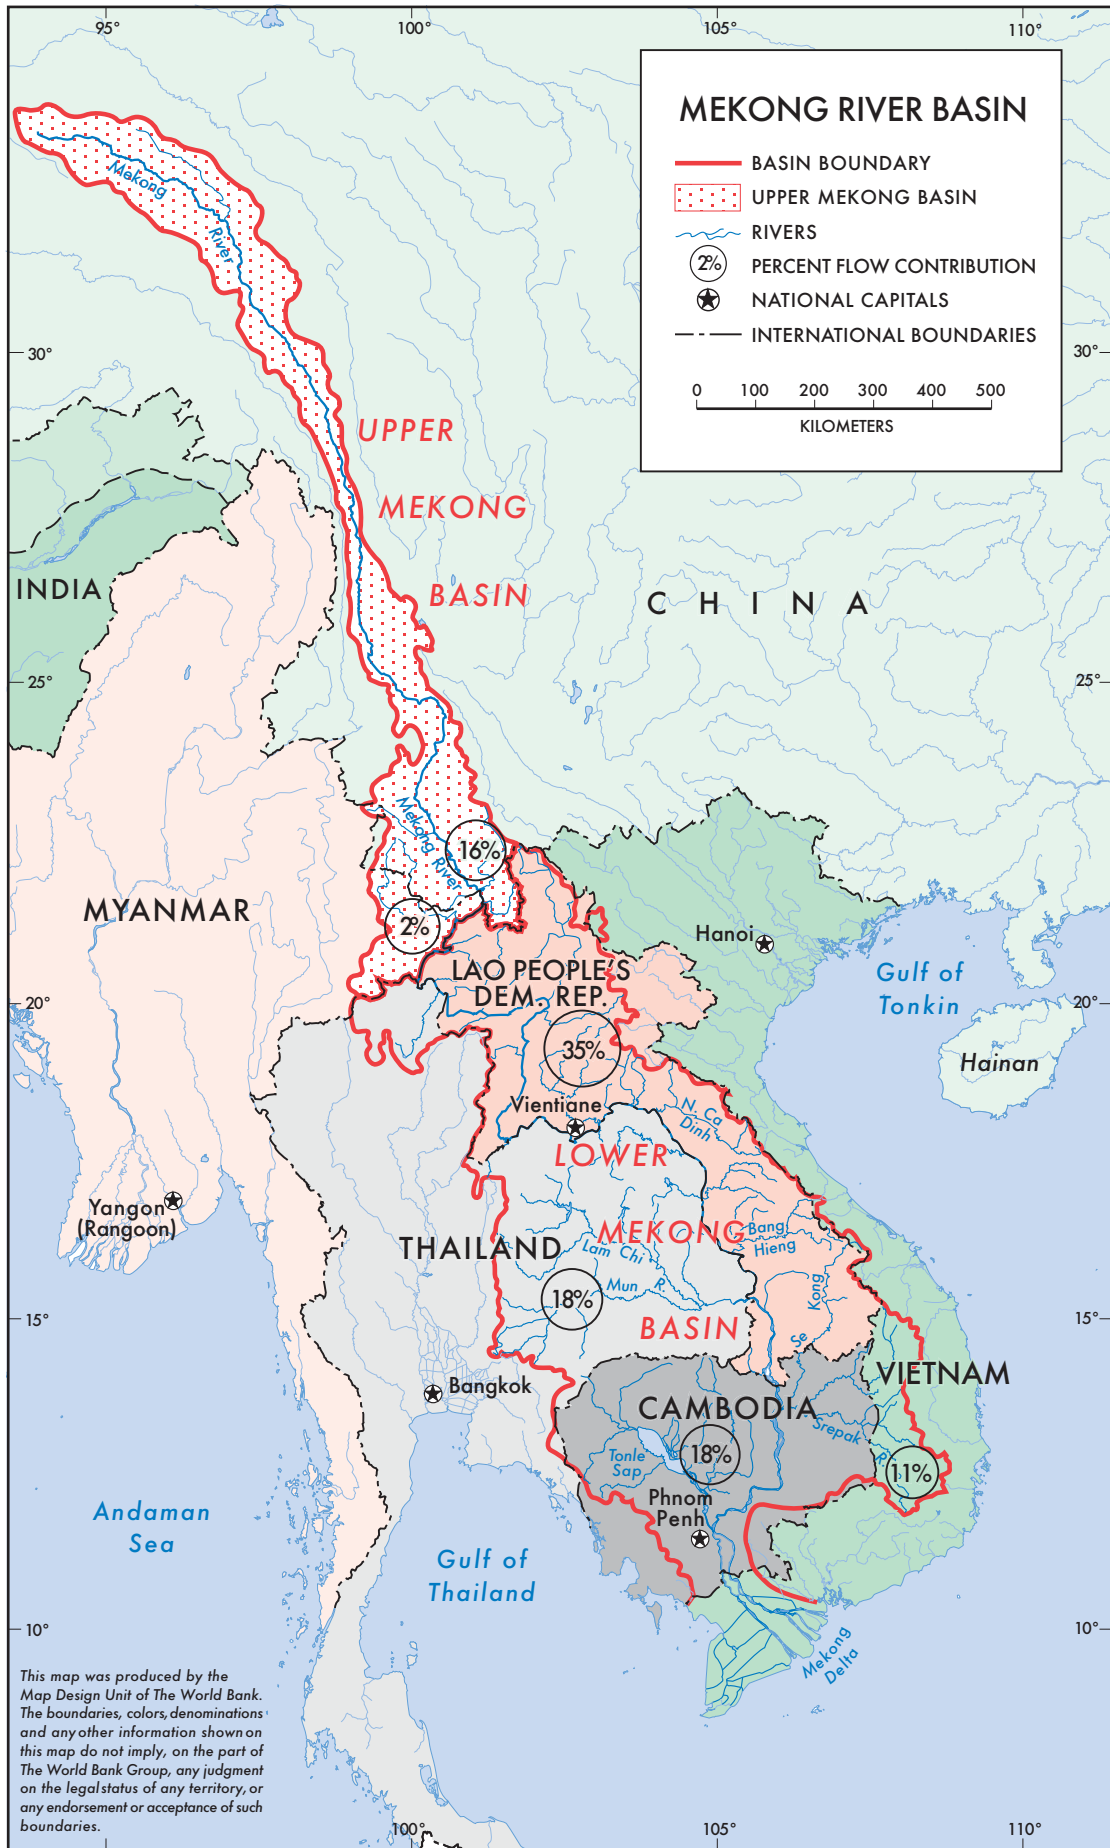 95°
100°
105°
110°
MEKONG RIVER BASIN
BASIN BOUNDARY
UPPER MEKONG BASIN
RIVERS
2%
PERCENT FLOW CONTRIBUTION
NATIONAL CAPITALS
INTERNATIONAL BOUNDARIES
0 100 200 300 400 500
KILOMETERS
Mekong
River
30°
30°
UPPER
MEKONG
BASIN
INDIA
CHINA
25°
25°
Mekong River
16%
MYANMAR
2%
Hanoi
LAO PEOPLE'S
DEM. REP.
Gulf of
Tonkin
20°
20°
35%
Hainan
Vientiane
N. Ca
Dinh
LOWER
Yangon
(Rangoon)
MEKONG
Bang
Hieng
THAILAND
Lam Chi R.
Mun R.
Kong
18%
15°
15°
BASIN
Se
VIETNAM
Bangkok
CAMBODIA
Srepak
R.
Tonle
Sap
18%
11%
Phnom
Penh
Andaman
Sea
Gulf of
Thailand
10°
10°
Mekong
Delta
This map was produced by the
Map Design Unit of The World Bank.
The boundaries, colors, denominations
and any other information shown on
this map do not imply, on the part of
The World Bank Group, any judgment
on the legal status of any territory, or
any endorsement or acceptance of such
boundaries.
100°
105°
110°